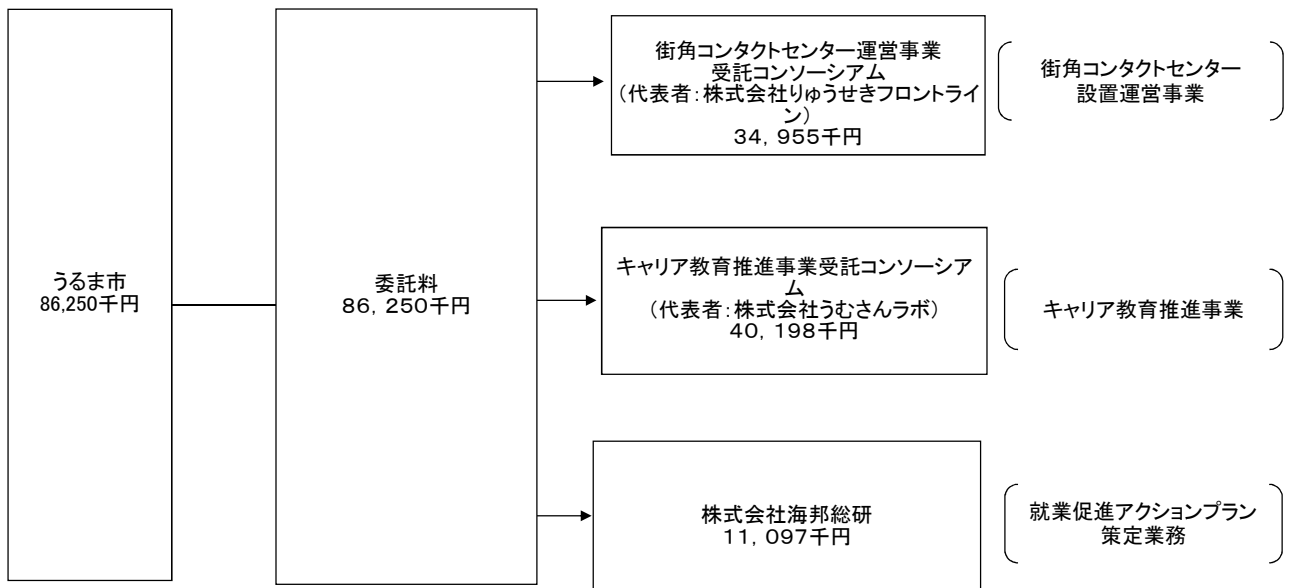 うるま市
86,250千円
委託料
86，250千円
街角コンタクトセンター運営事業
受託コンソーシアム
（代表者：株式会社りゅうせきフロントライ
ン）
34，955千円
街角コンタクトセンター
設置運営事業
キャリア教育推進事業受託コンソーシア
ム
（代表者：株式会社うむさんラボ）
40，198千円
キャリア教育推進事業
株式会社海邦総研
11，097千円
就業促進アクションプラン
策定業務